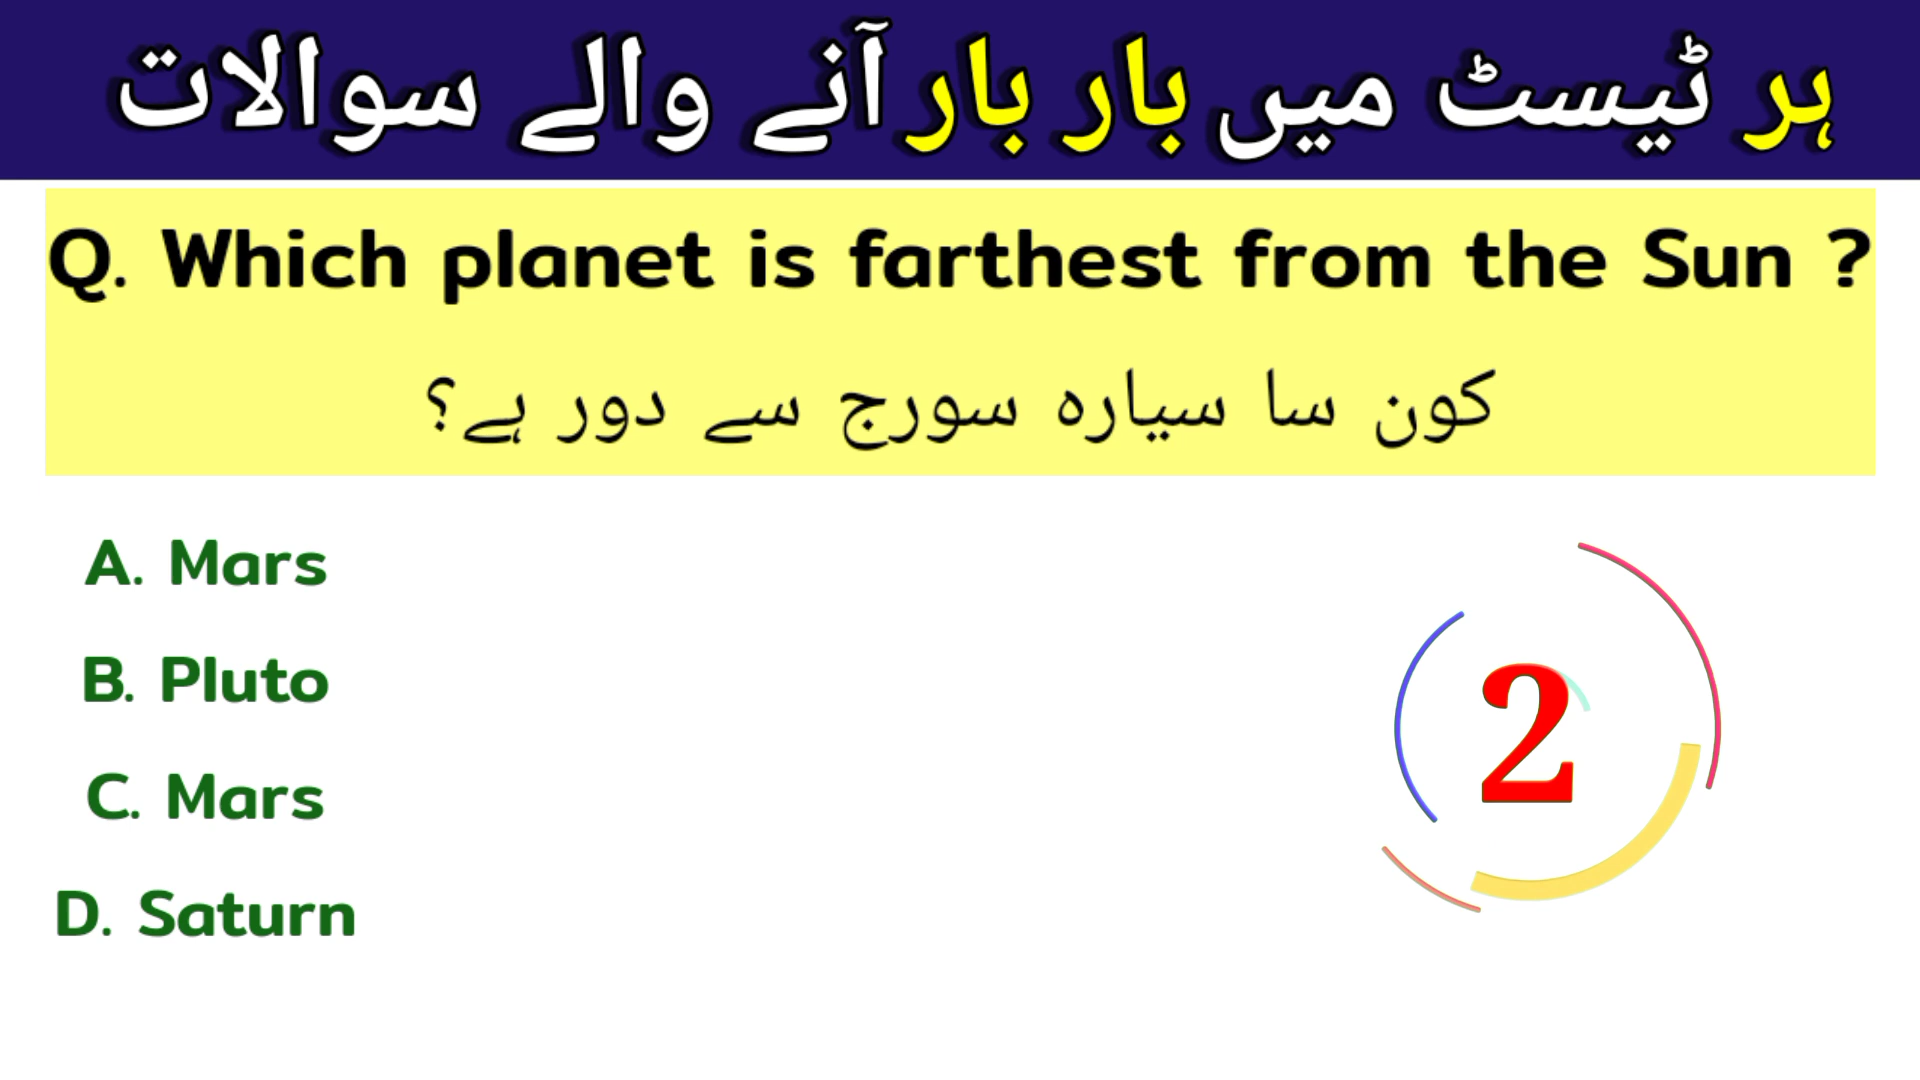 ہر ٹیسٹ میں بار بار آنے والے سوالات
Q. Which planet is farthest from the Sun ?
کون سا سیارہ سورج سے دور ہے؟
A. Mars
B. Pluto
C. Mars
D. Saturn
2